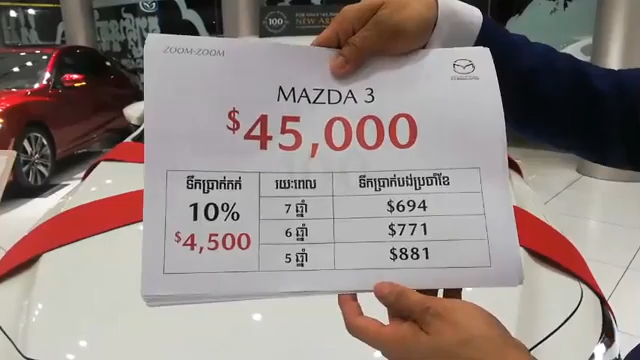 ZOOM-ZOOM
MAZDA 3
$45,000
ទឹកប្រាក់កក់
រយៈពេល
ទឹកប្រាក់បង់ប្រចាំខែ
10%
$4,500
7 ឆ្នាំ
$694
6 ឆ្នាំ
$771
5 ឆ្នាំ
$881
100